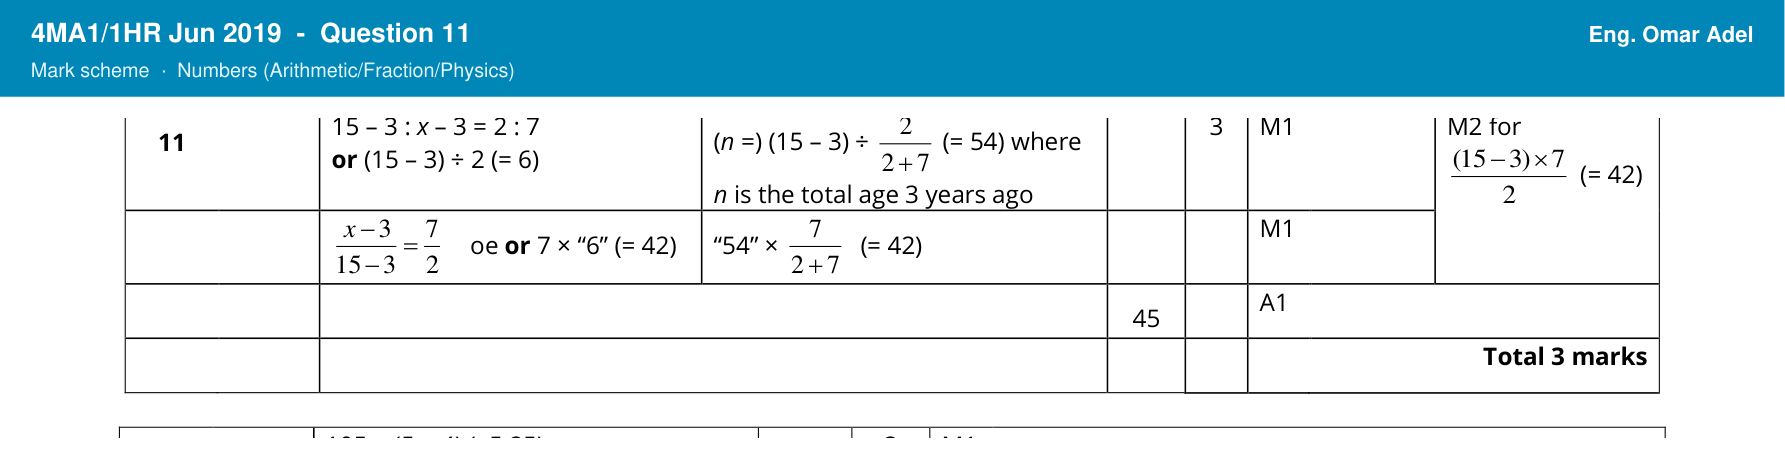 4MA1/1HR Jun 2019 - Question 11
Eng. Omar Adel
Mark scheme · Numbers (Arithmetic/Fraction/Physics)
11
15 – 3 : x – 3 = 2 : 7
or (15 – 3) ÷ 2 (= 6)
(n =) (15 – 3) ÷ 2/(2+7) (= 54) where
n is the total age 3 years ago
3
M1
M2 for
((15−3)×7)/2 (= 42)
(x−3)/(15−3) = 7/2 oe or 7 × “6” (= 42)
“54” × 7/(2+7) (= 42)
M1
45
A1
Total 3 marks